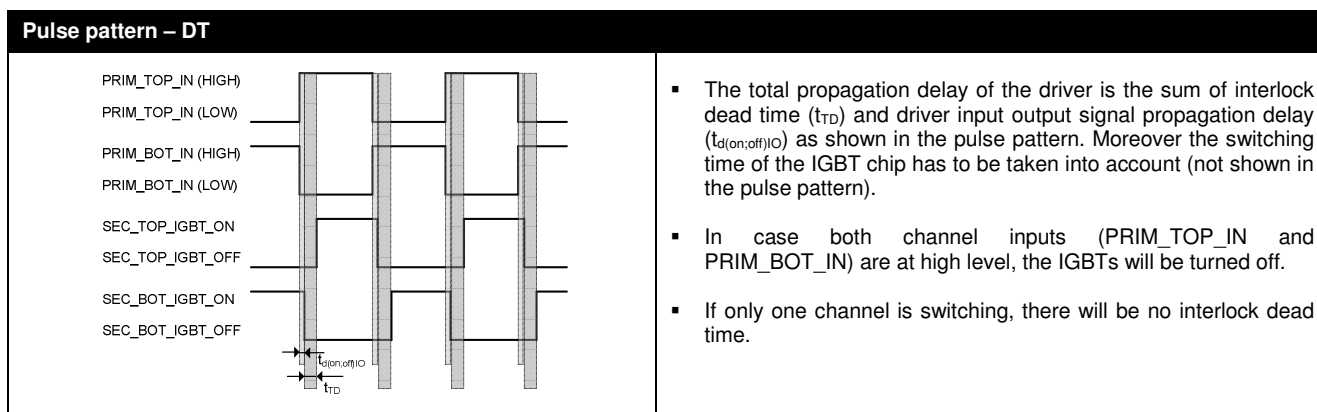 Pulse pattern – DT
PRIM_TOP_IN (HIGH)
PRIM_TOP_IN (LOW)
PRIM_BOT_IN (HIGH)
PRIM_BOT_IN (LOW)
SEC_TOP_IGBT_ON
SEC_TOP_IGBT_OFF
SEC_BOT_IGBT_ON
SEC_BOT_IGBT_OFF
td(on;off)IO
tTD
▪ The total propagation delay of the driver is the sum of interlock
dead time (tTD) and driver input output signal propagation delay
(td(on;off)IO) as shown in the pulse pattern. Moreover the switching
time of the IGBT chip has to be taken into account (not shown in
the pulse pattern).
▪ In case both channel inputs (PRIM_TOP_IN and
PRIM_BOT_IN) are at high level, the IGBTs will be turned off.
▪ If only one channel is switching, there will be no interlock dead
time.